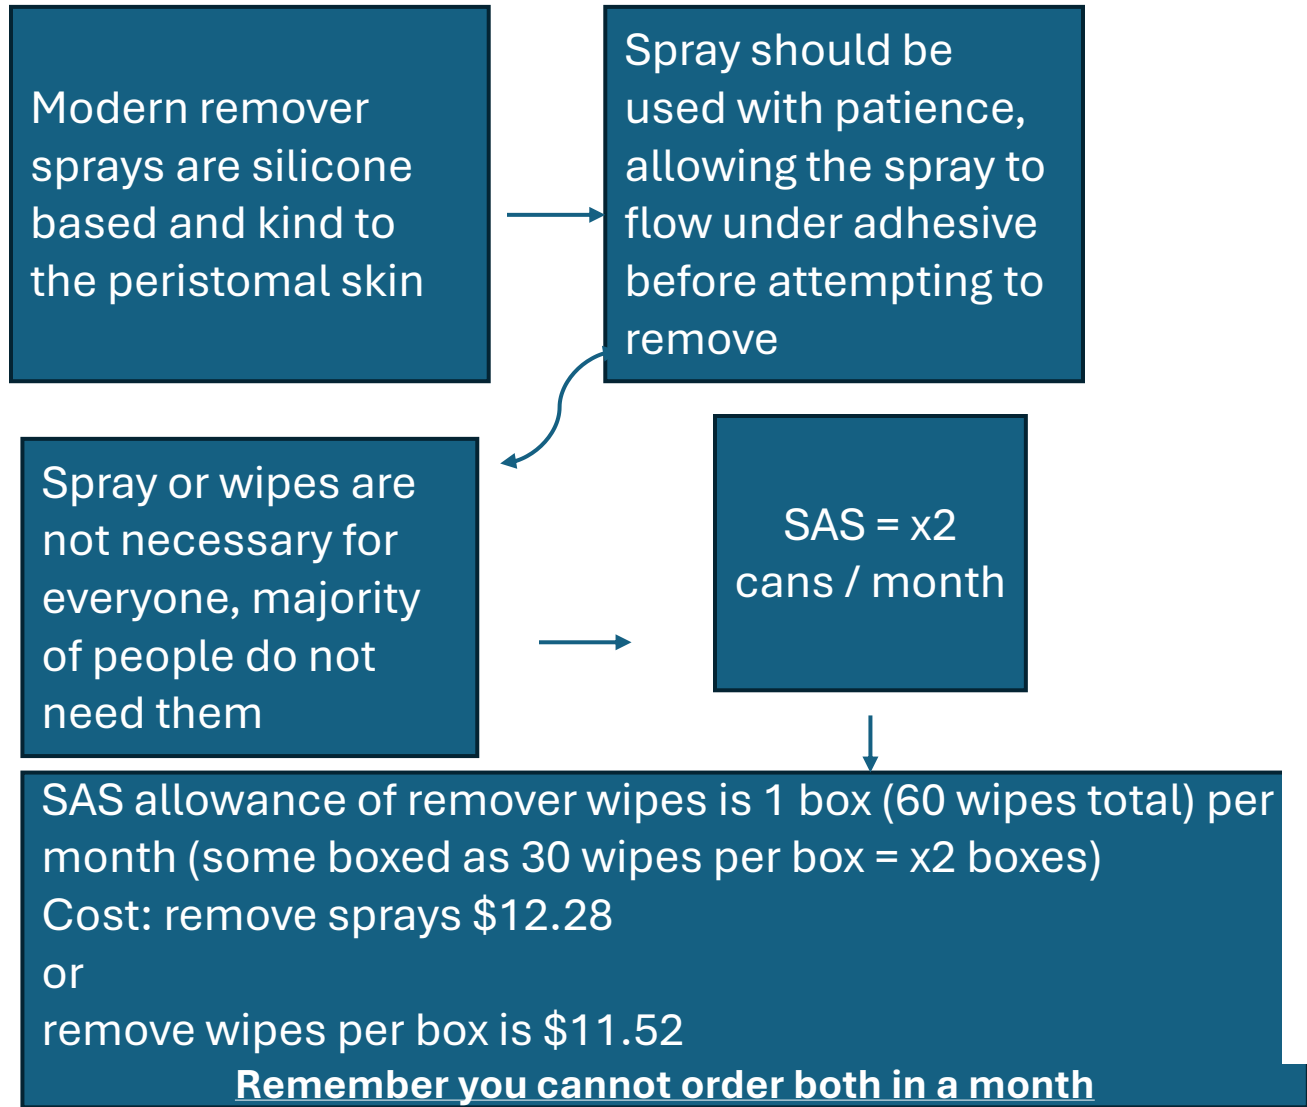 Modern remover
sprays are silicone
based and kind to
the peristomal skin
Spray should be
used with patience,
allowing the spray to
flow under adhesive
before attempting to
remove
Spray or wipes are
not necessary for
everyone, majority
of people do not
need them
SAS = x2
cans / month
SAS allowance of remover wipes is 1 box (60 wipes total) per
month (some boxed as 30 wipes per box = x2 boxes)
Cost: remove sprays $12.28
or
remove wipes per box is $11.52
Remember you cannot order both in a month